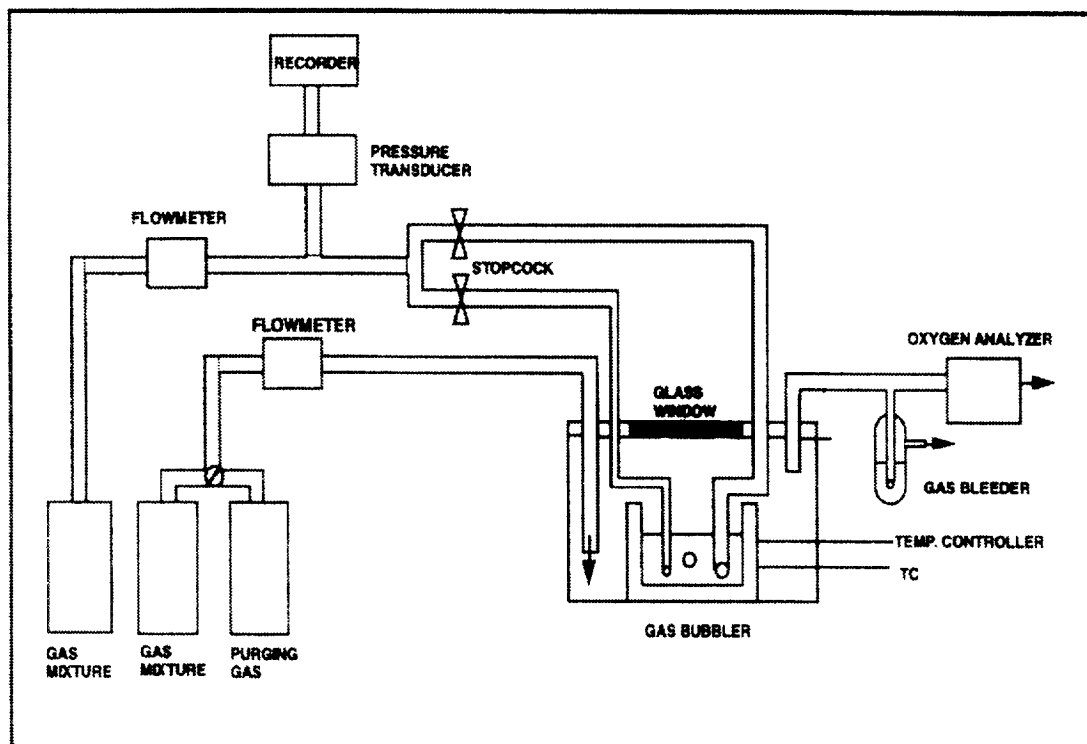 RECORDER
PRESSURE
TRANSDUCER
FLOWMETER
STOPCOCK
FLOWMETER
OXYGEN ANALYZER
GLASS
WINDOW
GAS BLEEDER
TEMP. CONTROLLER
TC
GAS BUBBLER
GAS
MIXTURE
GAS
MIXTURE
PURGING
GAS